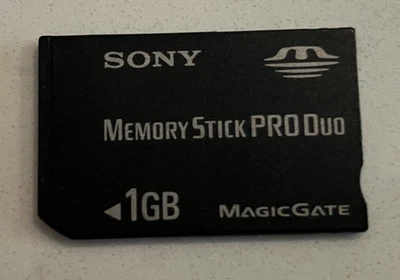 SONY
MEMORY STICK PRO DUO
1GB MAGICGATE